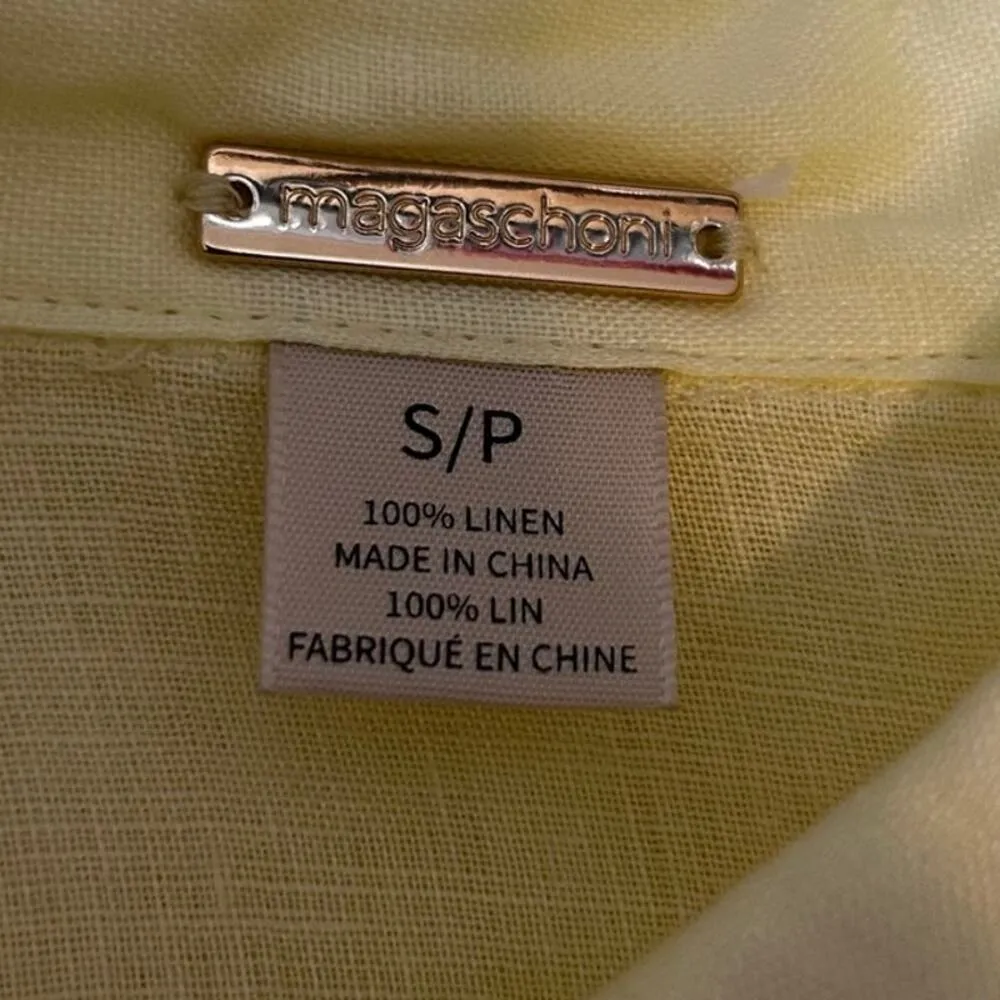 magaschoni
S/P
100% LINEN
MADE IN CHINA
100% LIN
FABRIQUÉ EN CHINE